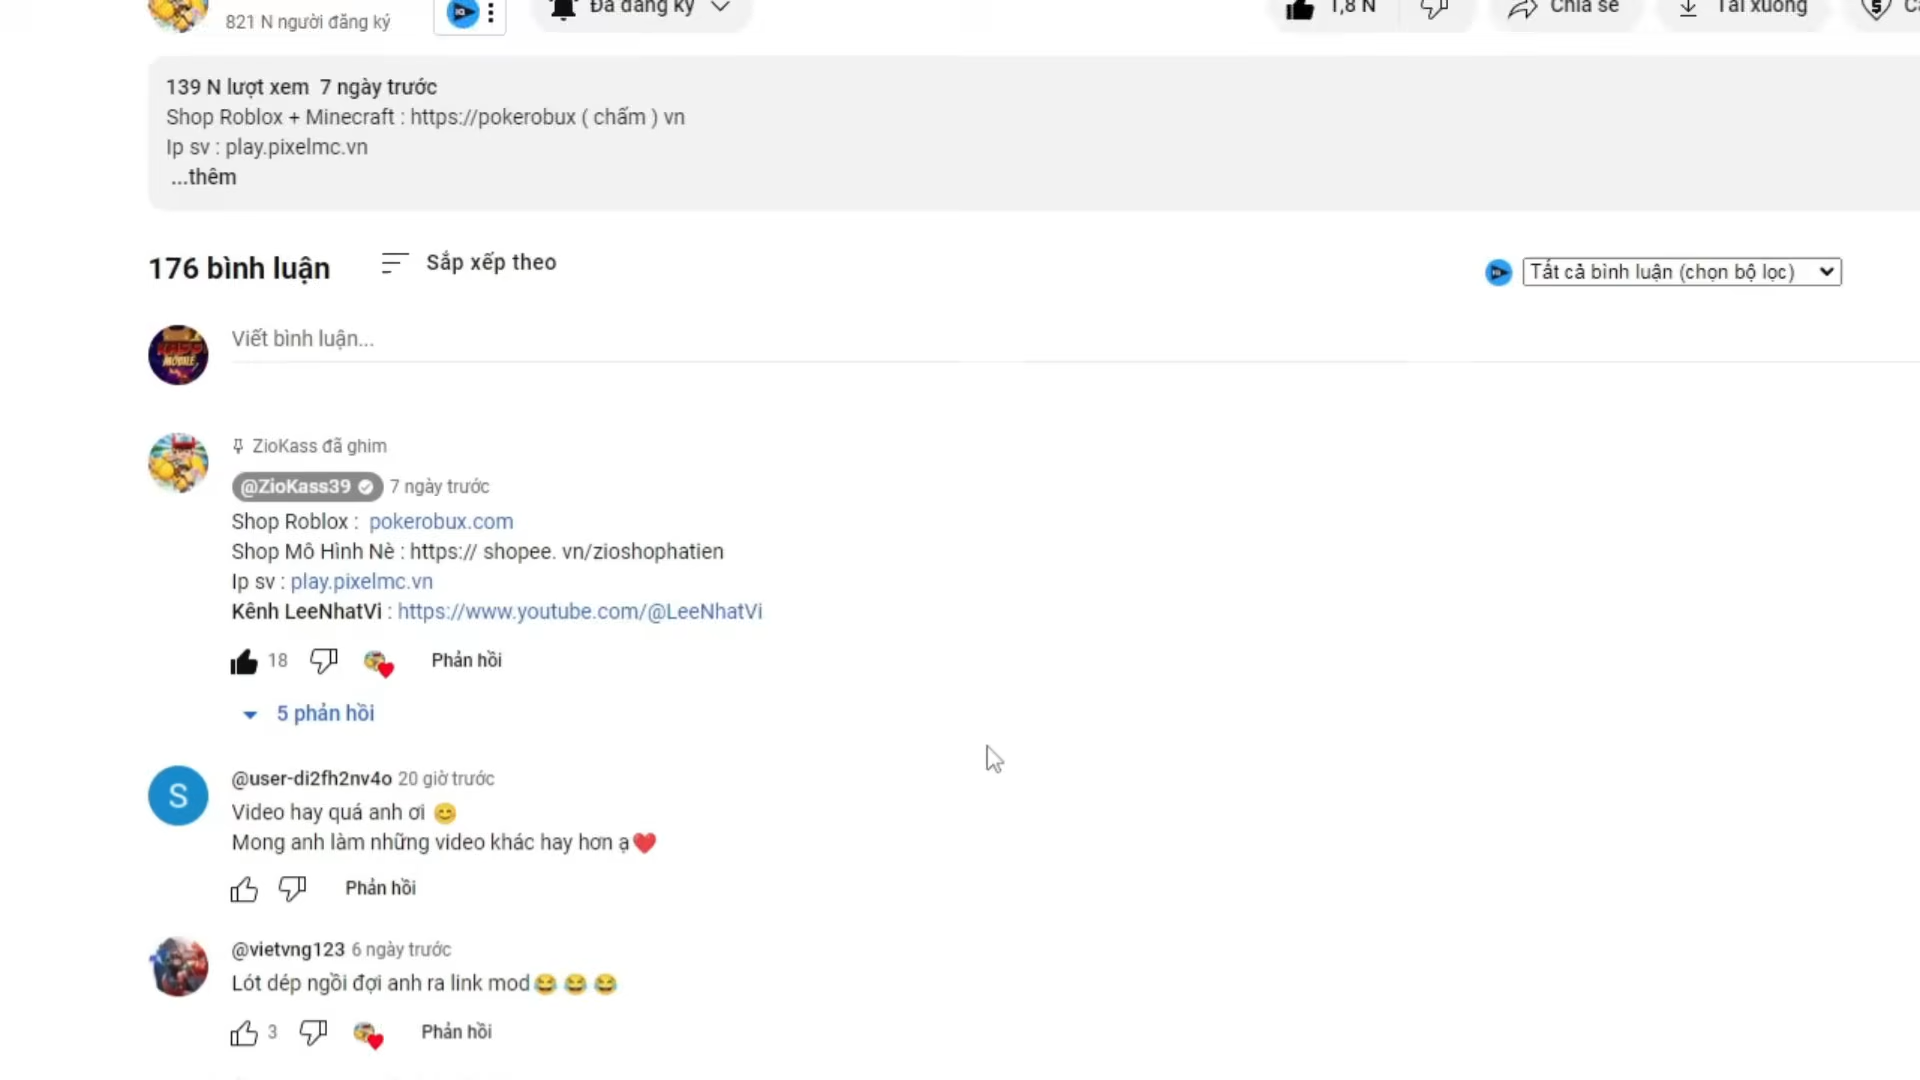 821 N người đăng ký
Đã đăng ký
1,8 N
Chia sẻ
Tải xuống
139 N lượt xem 7 ngày trước
Shop Roblox + Minecraft : https://pokerobux ( chấm ) vn
Ip sv : play.pixelmc.vn
...thêm
176 bình luận
Sắp xếp theo
Tất cả bình luận (chọn bộ lọc)
Viết bình luận...
ZioKass đã ghim
@ZioKass39 7 ngày trước
Shop Roblox : pokerobux.com
Shop Mô Hình Nè : https:// shopee. vn/zioshophatien
Ip sv : play.pixelmc.vn
Kênh LeeNhatVi : https://www.youtube.com/@LeeNhatVi
18
Phản hồi
5 phản hồi
S
@user-di2fh2nv4o 20 giờ trước
Video hay quá anh ơi 😊
Mong anh làm những video khác hay hơn ạ❤️
Phản hồi
@vietvng123 6 ngày trước
Lót dép ngồi đợi anh ra link mod😂😂😂
3
Phản hồi